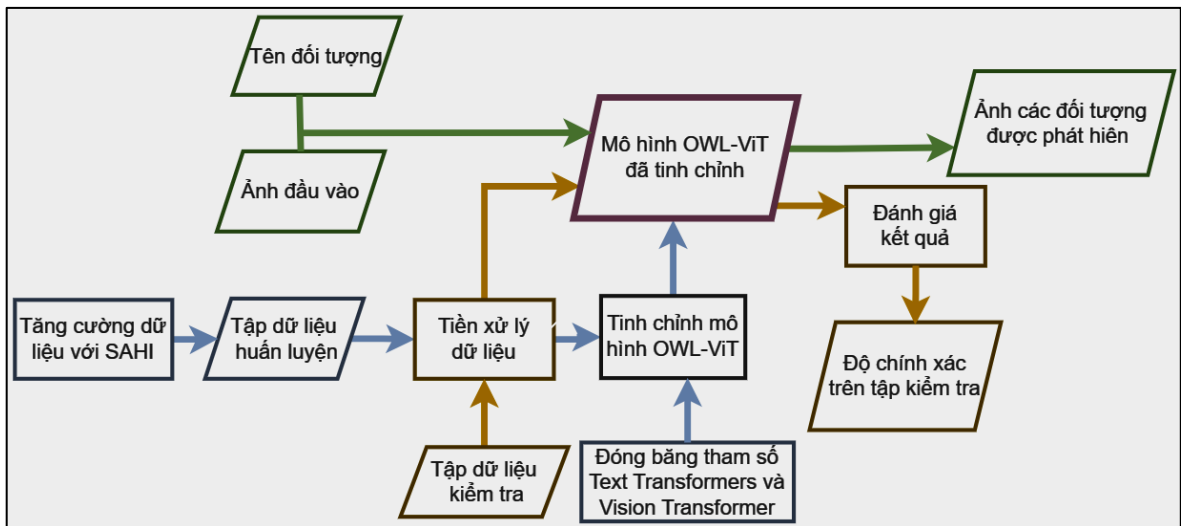 Tên đối tượng
Ảnh đầu vào
Mô hình OWL-ViT
đã tinh chỉnh
Ảnh các đối tượng
được phát hiên
Đánh giá
kết quả
Tăng cường dữ
liệu với SAHI
Tập dữ liệu
huấn luyện
Tiền xử lý
dữ liệu
Tinh chỉnh mô
hình OWL-ViT
Độ chính xác
trên tập kiểm tra
Tập dữ liệu
kiểm tra
Đóng băng tham số
Text Transformers và
Vision Transformer